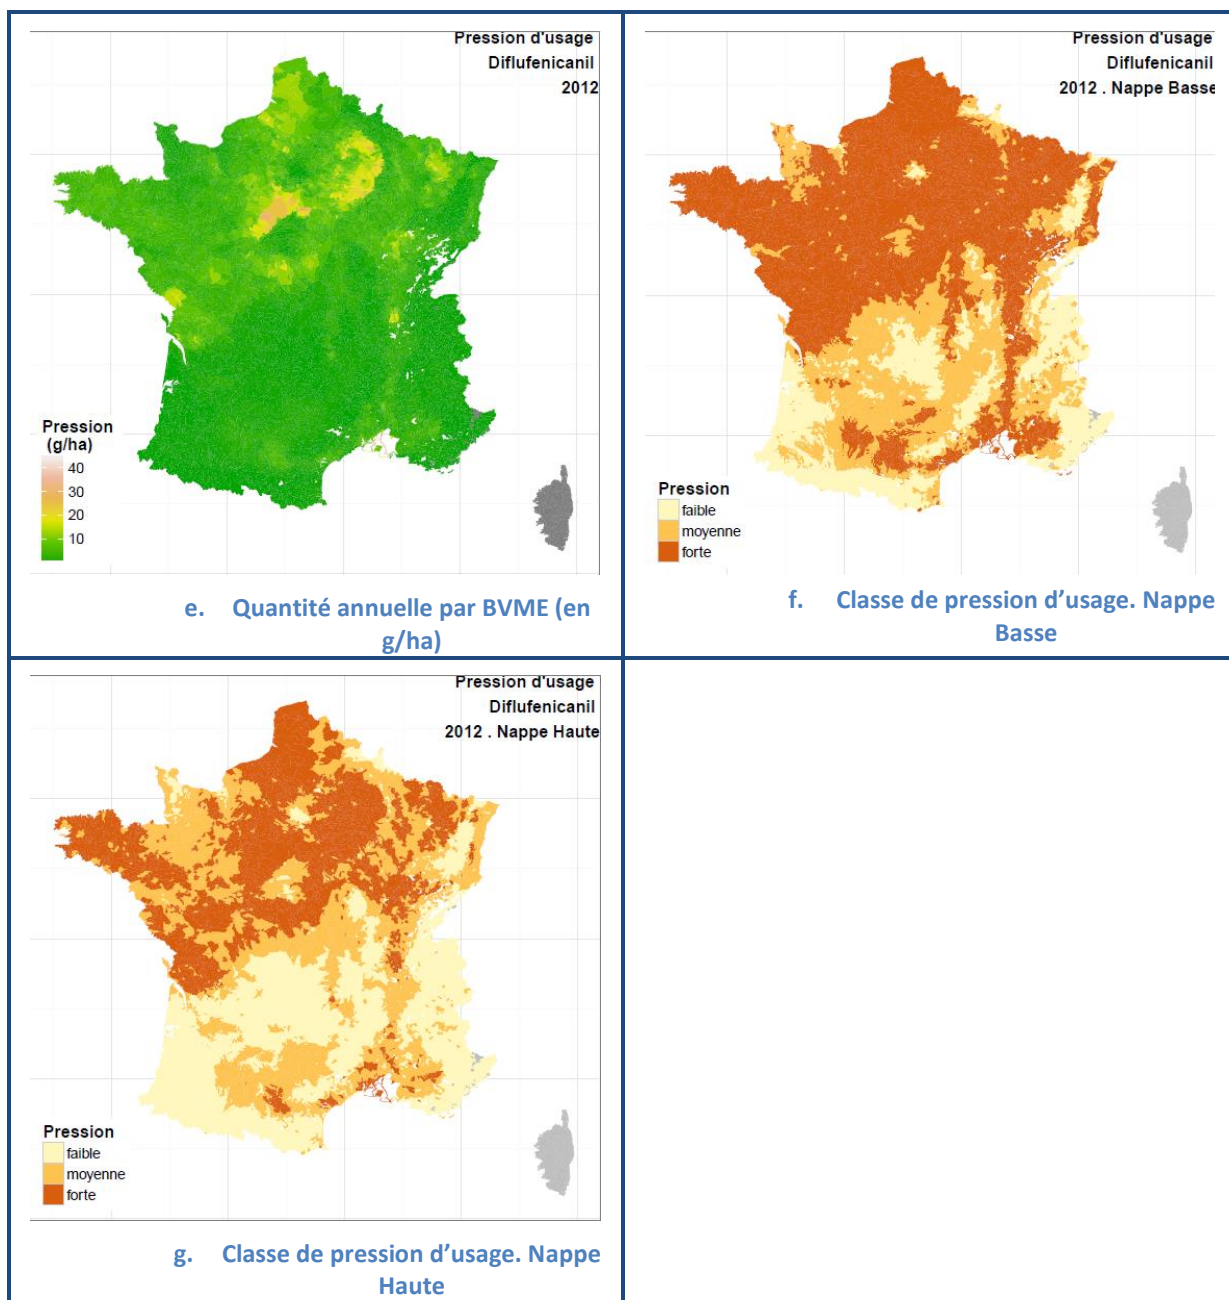 Pression d'usage
Diflufenicanil
2012
Pression
(g/ha)
40
30
20
10
e. Quantité annuelle par BVME (en
g/ha)
Pression d'usage
Diflufenicanil
2012 . Nappe Basse
Pression
faible
moyenne
forte
f. Classe de pression d’usage. Nappe
Basse
Pression d'usage
Diflufenicanil
2012 . Nappe Haute
Pression
faible
moyenne
forte
g. Classe de pression d’usage. Nappe
Haute